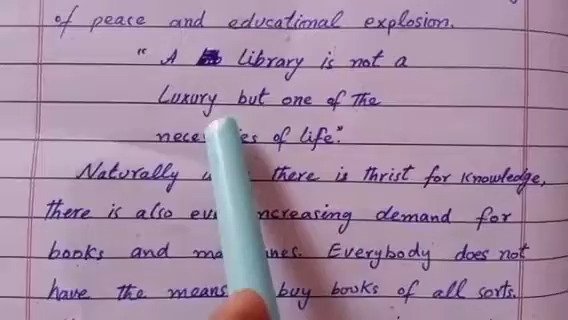 of peace and educational explosion.
" A library is not a
Luxury but one of The
of life".
Naturally there is thrist for Knowledge,
there is also increasing demand for
books and Everybody does not
have the means buy books of all sorts.